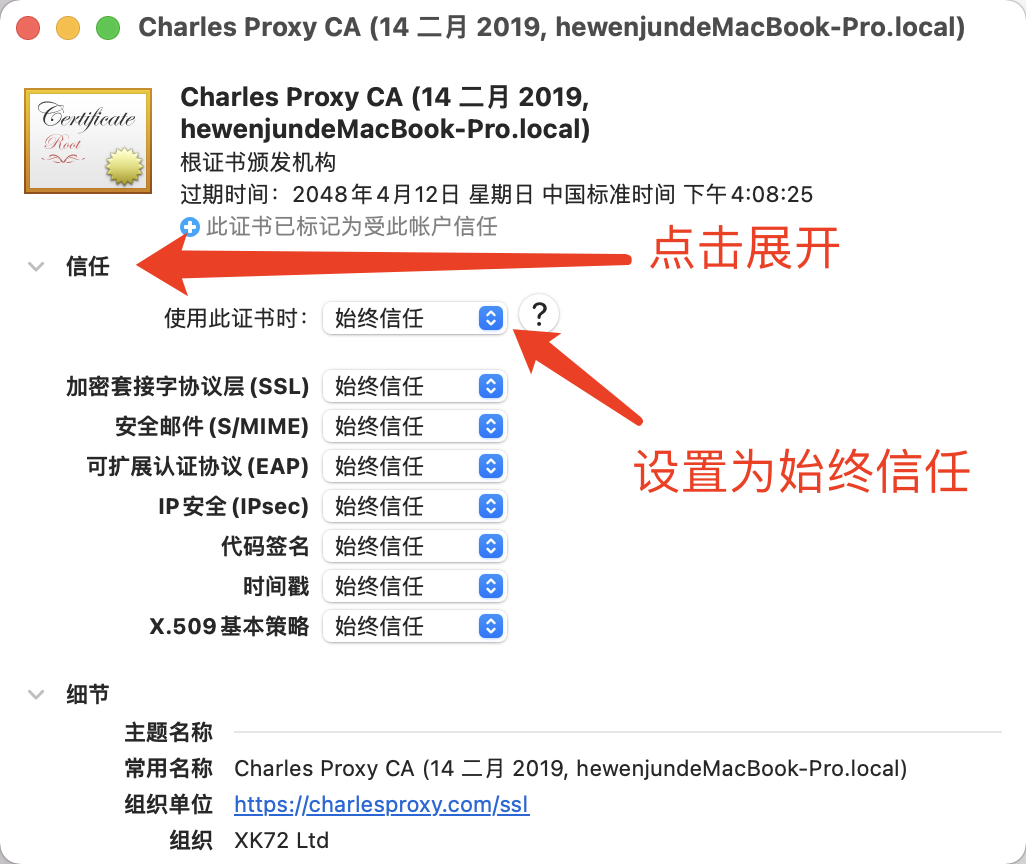 Charles Proxy CA (14 二月 2019, hewenjundeMacBook-Pro.local)
Certificate
Root
Charles Proxy CA (14 二月 2019,
hewenjundeMacBook-Pro.local)
根证书颁发机构
过期时间：2048年4月12日 星期日 中国标准时间 下午4:08:25
此证书已标记为受此帐户信任
点击展开
信任
使用此证书时： 始终信任 ?
加密套接字协议层 (SSL) 始终信任
安全邮件 (S/MIME) 始终信任
设置为始终信任
可扩展认证协议 (EAP) 始终信任
IP 安全 (IPsec) 始终信任
代码签名 始终信任
时间戳 始终信任
X.509 基本策略 始终信任
细节
主题名称
常用名称 Charles Proxy CA (14 二月 2019, hewenjundeMacBook-Pro.local)
组织单位 https://charlesproxy.com/ssl
组织 XK72 Ltd